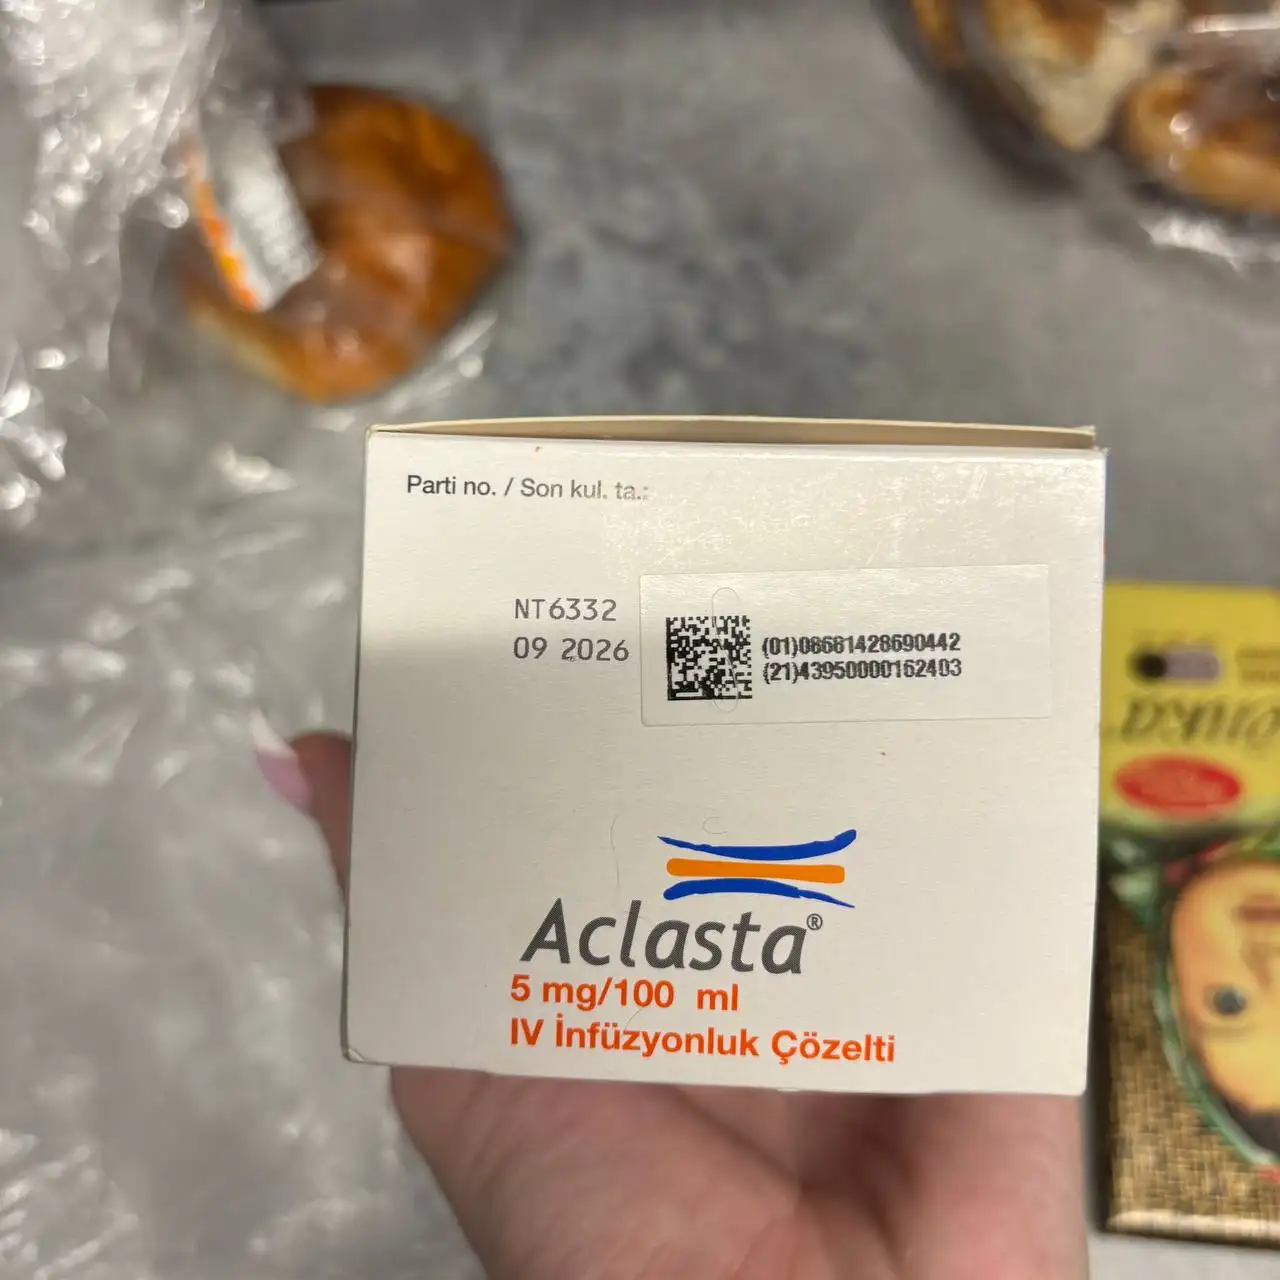 Parti no. / Son kul. ta.:
NT6332
09 2026
(01)08681428690442
(21)43950000162403
Aclasta®
5 mg/100 ml
IV İnfüzyonluk Çözelti